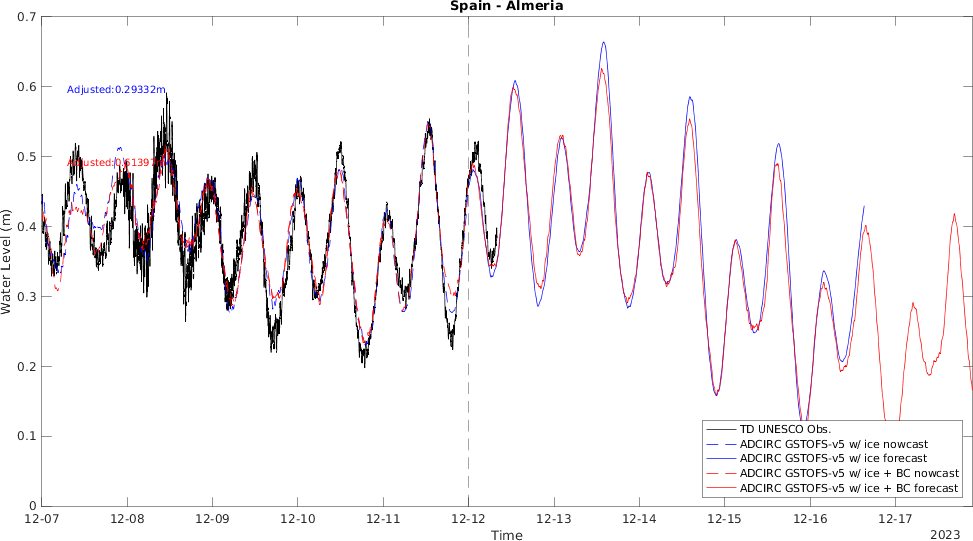 Spain - Almeria
0.7
0.6
0.5
0.4
0.3
0.2
0.1
0
Water Level (m)
Adjusted:0.29332m
TD UNESCO Obs.
ADCIRC GSTOFS-v5 w/ ice nowcast
ADCIRC GSTOFS-v5 w/ ice forecast
ADCIRC GSTOFS-v5 w/ ice + BC nowcast
ADCIRC GSTOFS-v5 w/ ice + BC forecast
12-07 12-08 12-09 12-10 12-11 12-12 12-13 12-14 12-15 12-16 12-17
Time
2023